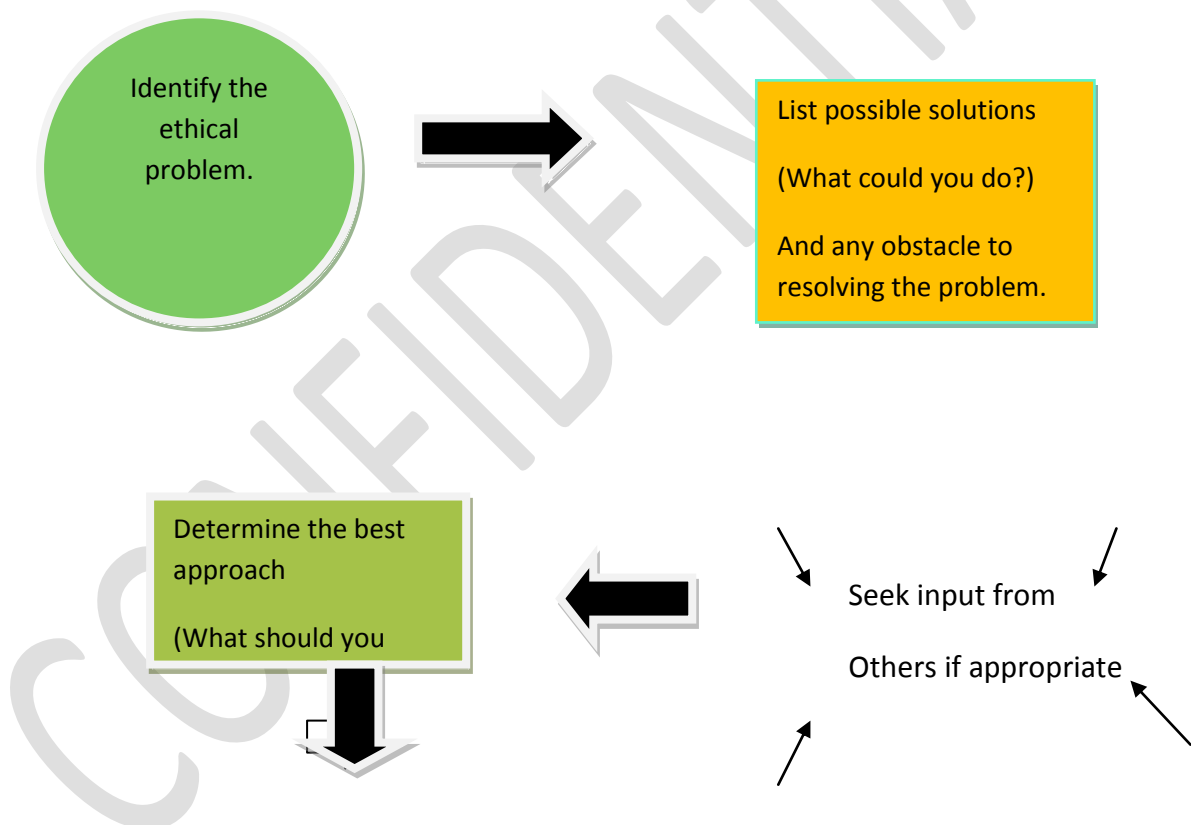 Identify the
ethical
problem.
List possible solutions
(What could you do?)
And any obstacle to
resolving the problem.
Seek input from
Others if appropriate
Determine the best
approach
(What should you
CONFIDENTIA